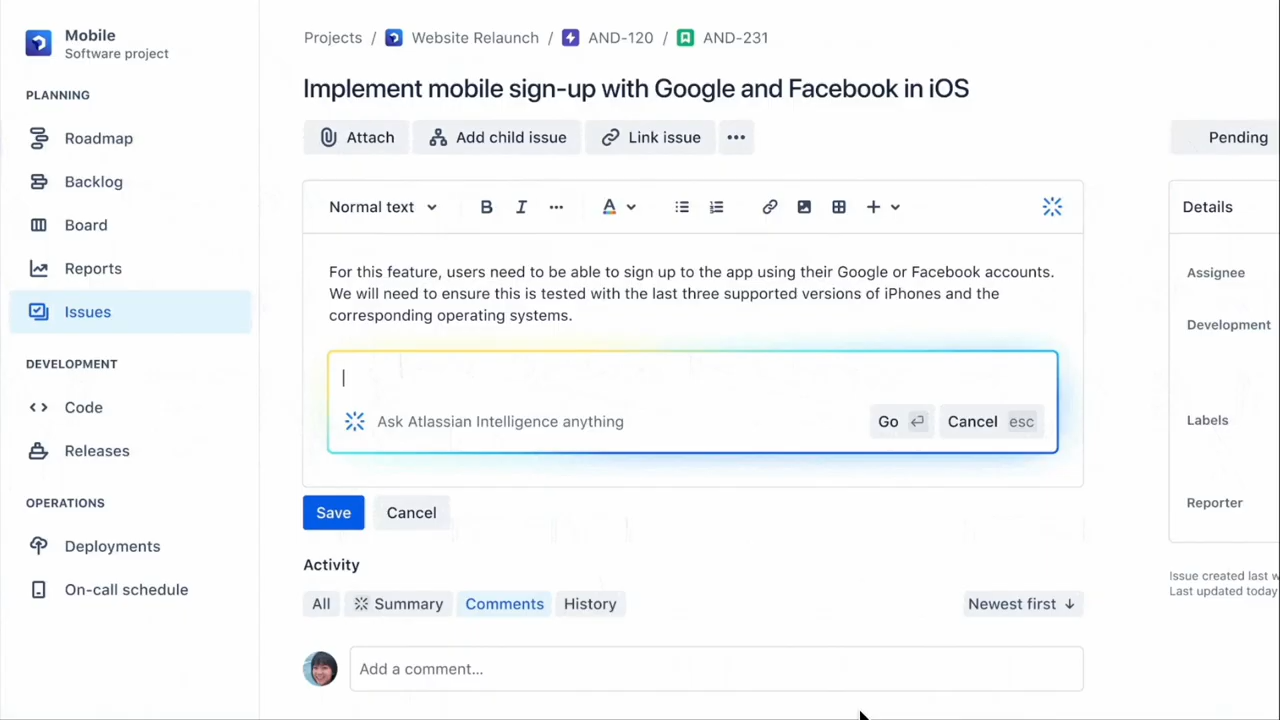 Mobile
Software project
PLANNING
Roadmap
Backlog
Board
Reports
Issues
DEVELOPMENT
Code
Releases
OPERATIONS
Deployments
On-call schedule
Projects / Website Relaunch / AND-120 / AND-231
Implement mobile sign-up with Google and Facebook in iOS
Attach Add child issue Link issue
Normal text B I A
For this feature, users need to be able to sign up to the app using their Google or Facebook accounts.
We will need to ensure this is tested with the last three supported versions of iPhones and the
corresponding operating systems.
Ask Atlassian Intelligence anything Go Cancel esc
Save Cancel
Activity
All Summary Comments History Newest first
Add a comment...
Pending
Details
Assignee
Development
Labels
Reporter
Issue created last w
Last updated today